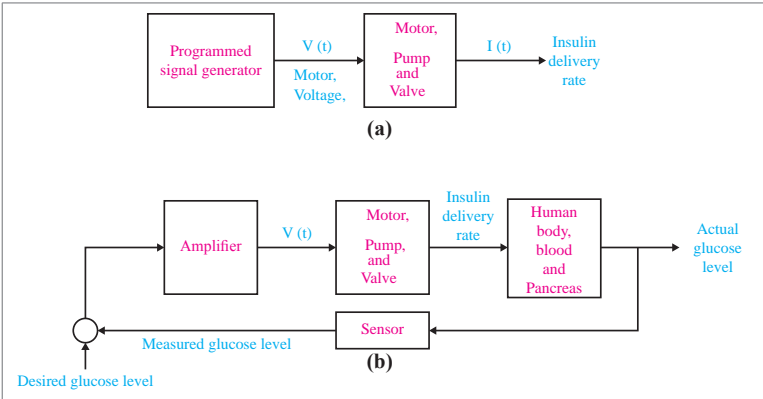 Programmed
signal generator
V (t)
Motor,
Voltage,
Motor,
Pump
and
Valve
I (t)
Insulin
delivery
rate
(a)
Amplifier
V (t)
Motor,
Pump,
and
Valve
Insulin
delivery
rate
Human
body,
blood
and
Pancreas
Actual
glucose
level
Sensor
Measured glucose level
(b)
Desired glucose level